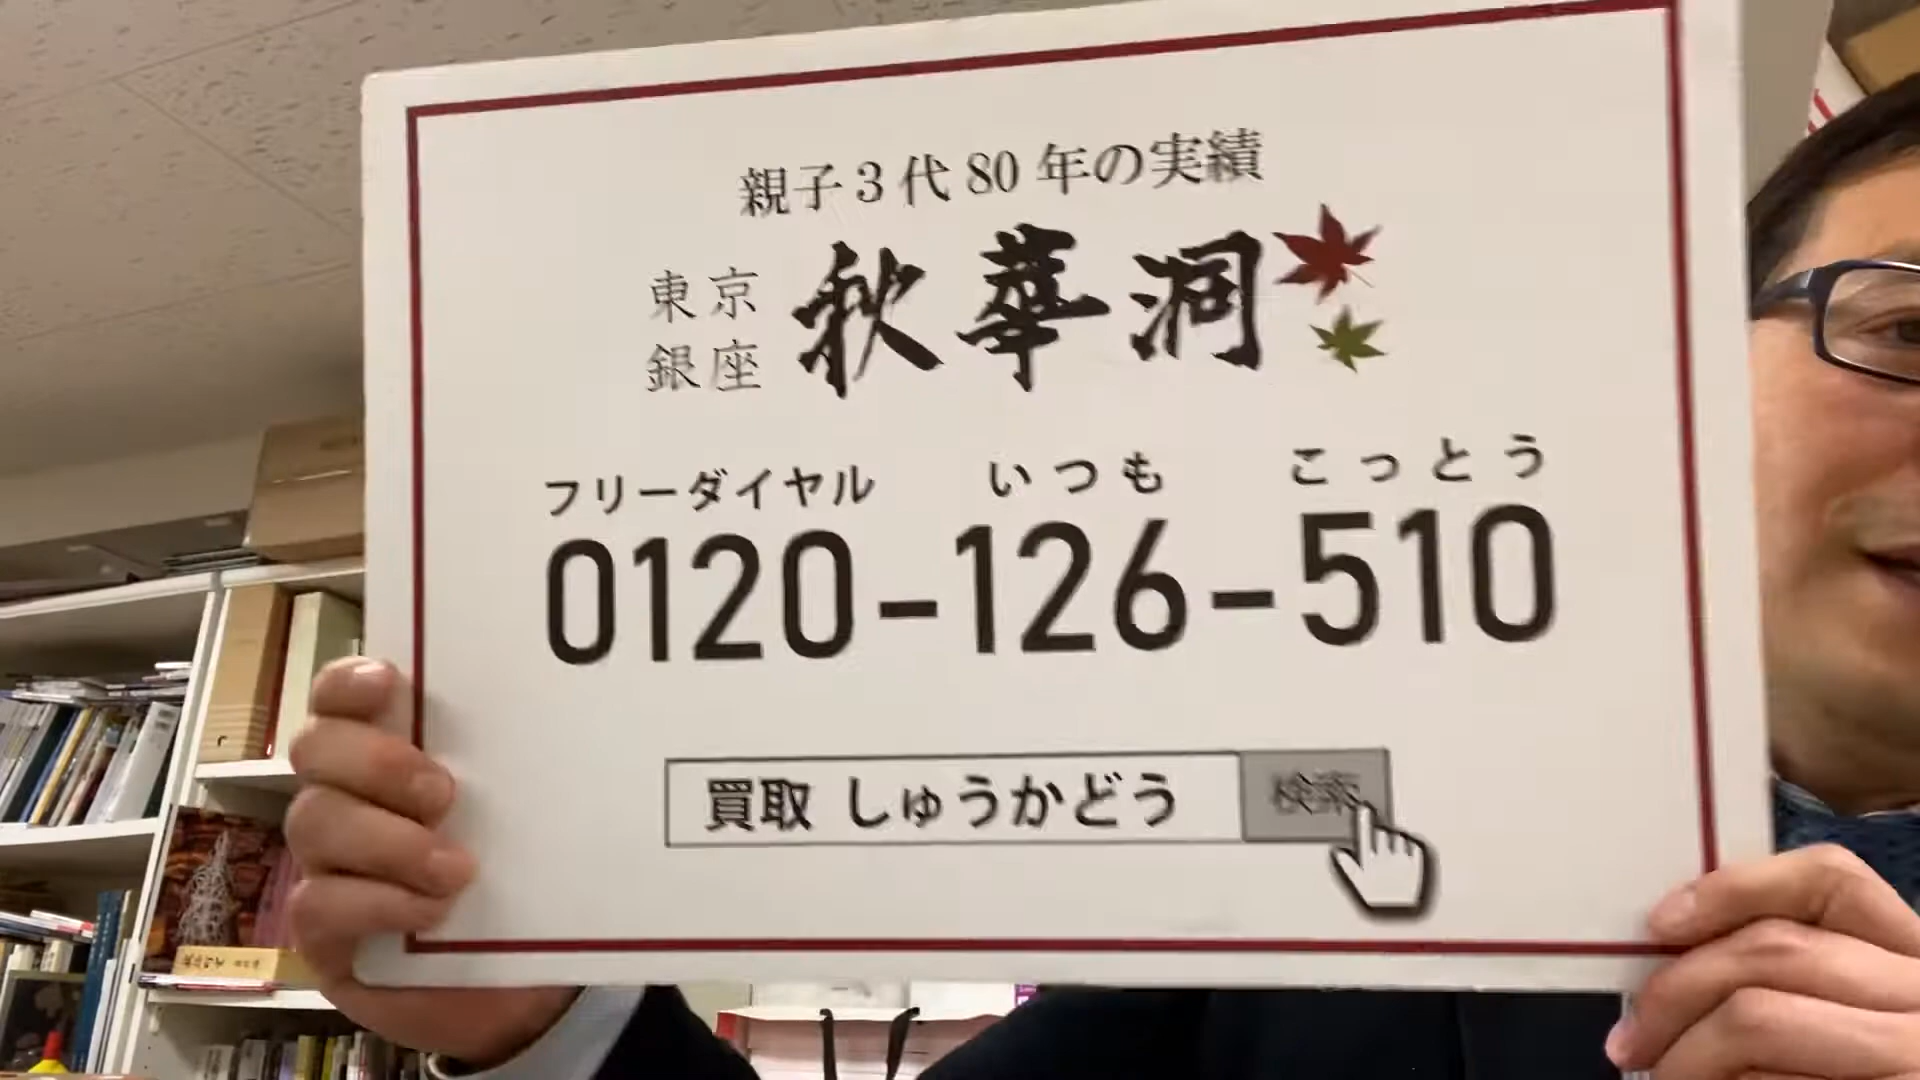 親子3代80年の実績
東京
銀座
秋華洞
フリーダイヤル いつも こっとう
0120-126-510
買取 しゅうかどう 検索